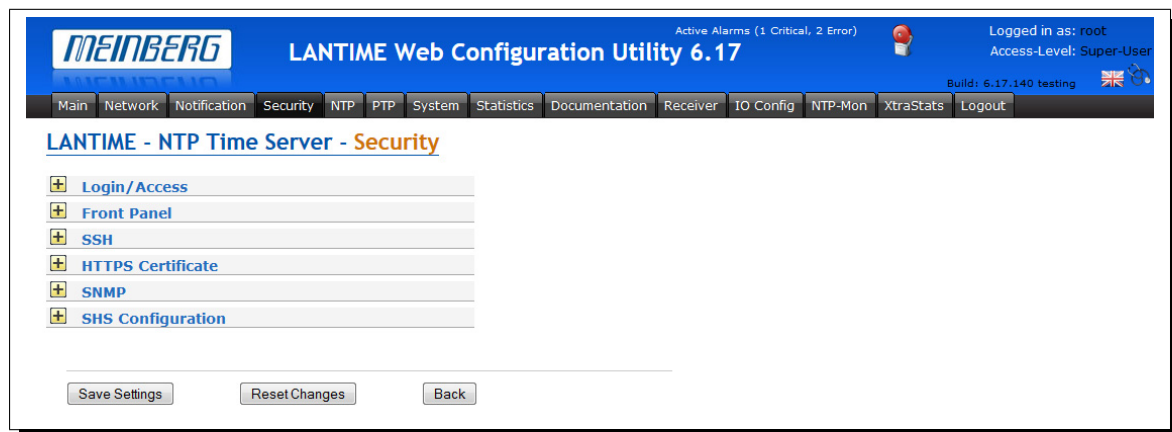 Active Alarms (1 Critical, 2 Error)
Logged in as: root
MEINBERG
LANTIME Web Configuration Utility 6.17
Access-Level: Super-User
Build: 6.17.140 testing
Main Network Notification Security NTP PTP System Statistics Documentation Receiver IO Config NTP-Mon XtraStats Logout
LANTIME - NTP Time Server - Security
Login/Access
Front Panel
SSH
HTTPS Certificate
SNMP
SHS Configuration
Save Settings Reset Changes Back